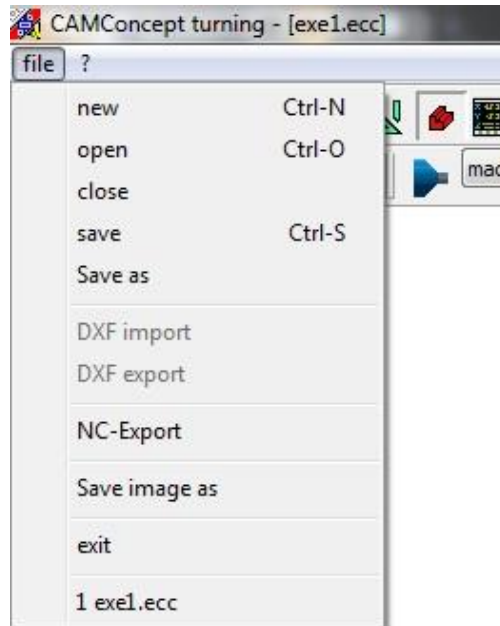 CAMConcept turning - [exe1.ecc]
file ?
new Ctrl-N
open Ctrl-O
close
save Ctrl-S
Save as
DXF import
DXF export
NC-Export
Save image as
exit
1 exe1.ecc